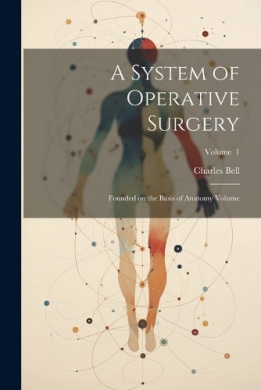 A System of
Operative
Surgery
Volume 1
Charles Bell
Founded on the Basis of Anatomy Volume